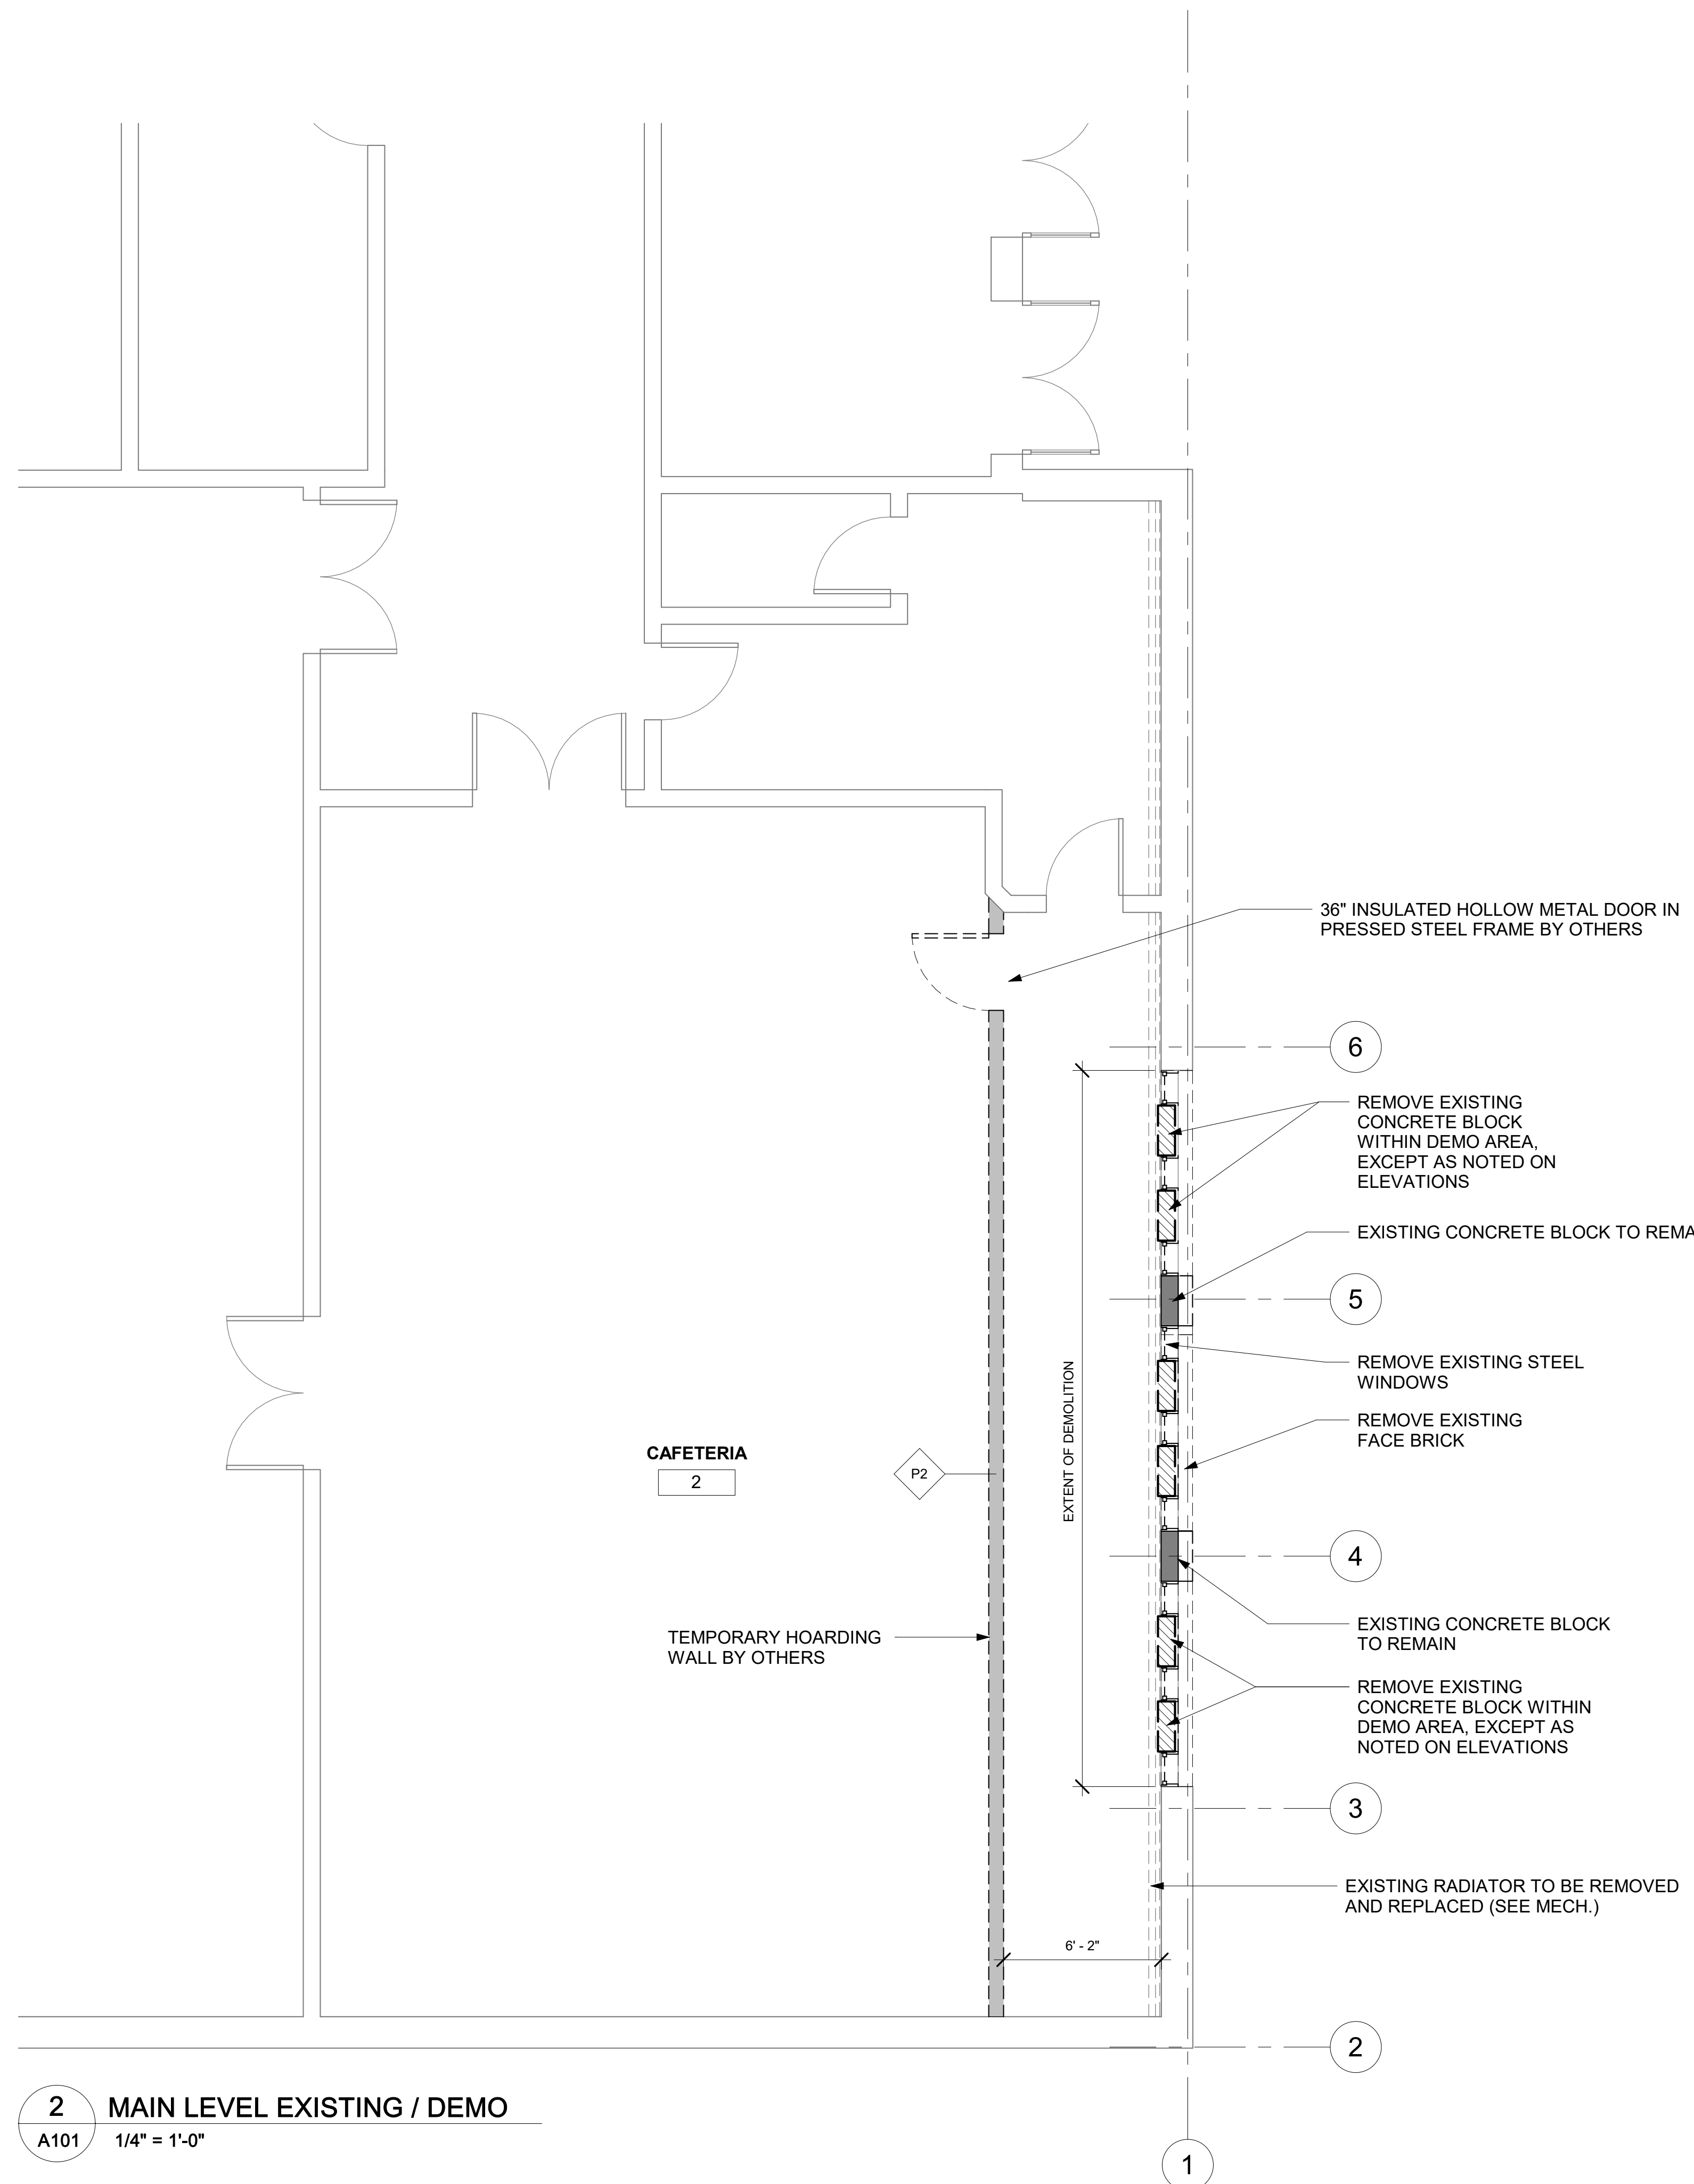 36" INSULATED HOLLOW METAL DOOR IN
PRESSED STEEL FRAME BY OTHERS
6
REMOVE EXISTING
CONCRETE BLOCK
WITHIN DEMO AREA,
EXCEPT AS NOTED ON
ELEVATIONS
EXISTING CONCRETE BLOCK TO REMA
5
REMOVE EXISTING STEEL
WINDOWS
REMOVE EXISTING
FACE BRICK
EXTENT OF DEMOLITION
CAFETERIA
2
P2
4
TEMPORARY HOARDING
WALL BY OTHERS
EXISTING CONCRETE BLOCK
TO REMAIN
REMOVE EXISTING
CONCRETE BLOCK WITHIN
DEMO AREA, EXCEPT AS
NOTED ON ELEVATIONS
3
EXISTING RADIATOR TO BE REMOVED
AND REPLACED (SEE MECH.)
6' - 2"
2
2
MAIN LEVEL EXISTING / DEMO
A101
1/4" = 1'-0"
1